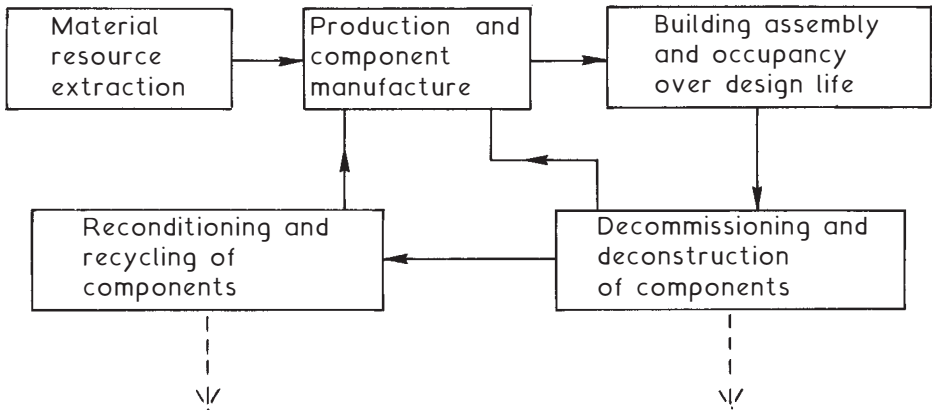 Material
resource
extraction
Production and
component
manufacture
Building assembly
and occupancy
over design life
Reconditioning and
recycling of
components
Decommissioning and
deconstruction
of components